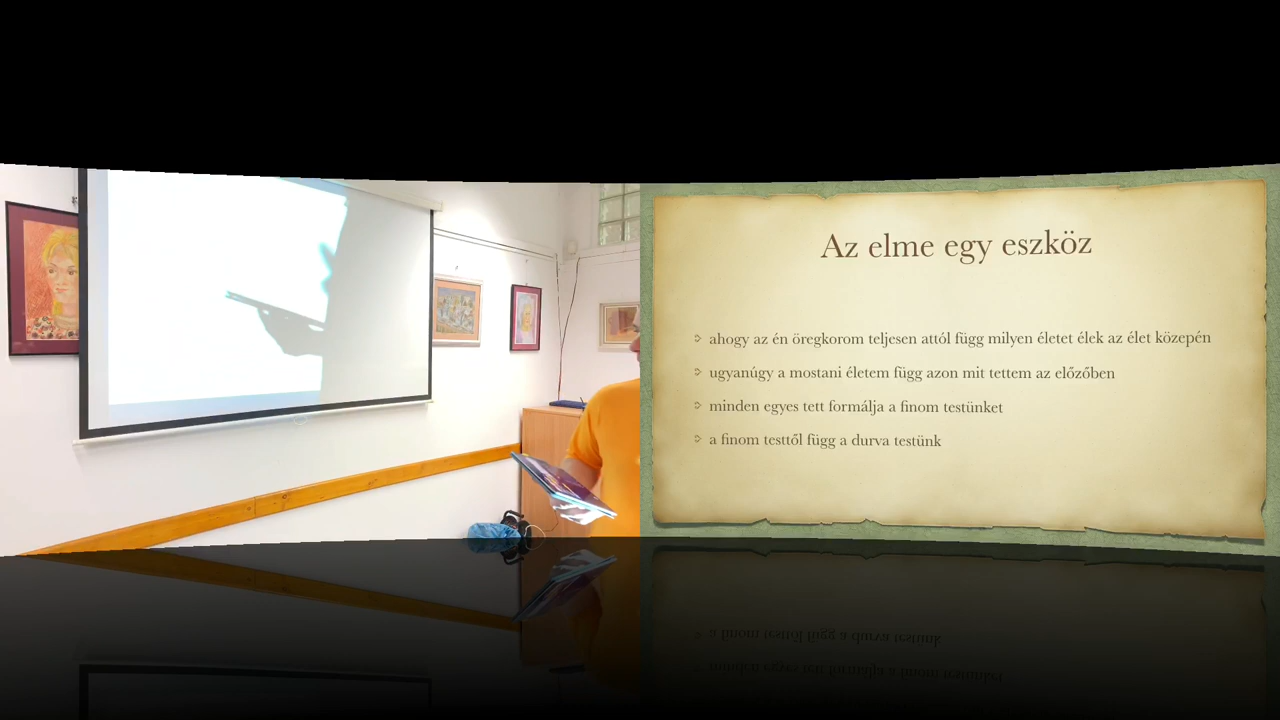 Az elme egy eszköz
ahogy az én öregkorom teljesen attól függ milyen életet élek az élet közepén
ugyanúgy a mostani életem függ azon mit tettem az előzőben
minden egyes tett formálja a finom testünket
a finom testtől függ a durva testünk